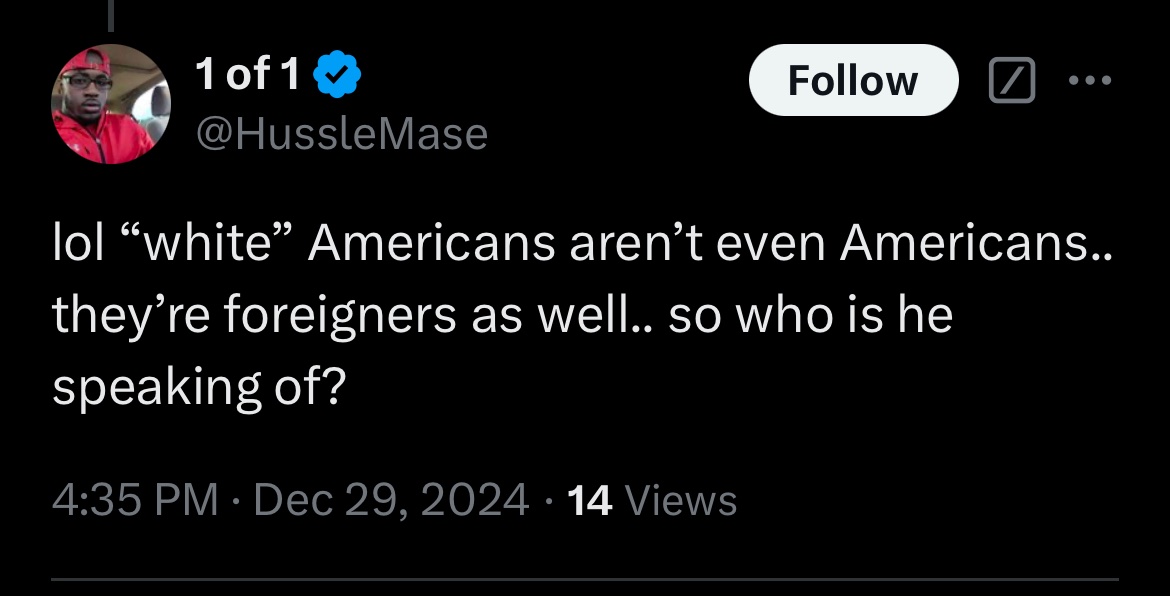 1 of 1
Follow
@HussleMase
lol “white” Americans aren’t even Americans..
they’re foreigners as well.. so who is he
speaking of?
4:35 PM · Dec 29, 2024 · 14 Views